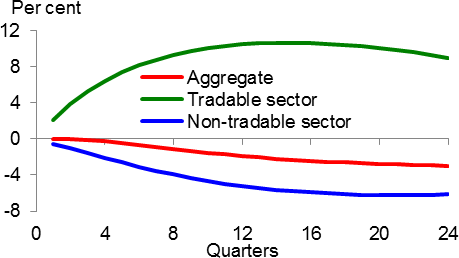 Per cent
12
8
4
0
-4
-8
Aggregate
Tradable sector
Non-tradable sector
0 4 8 12 16 20 24
Quarters